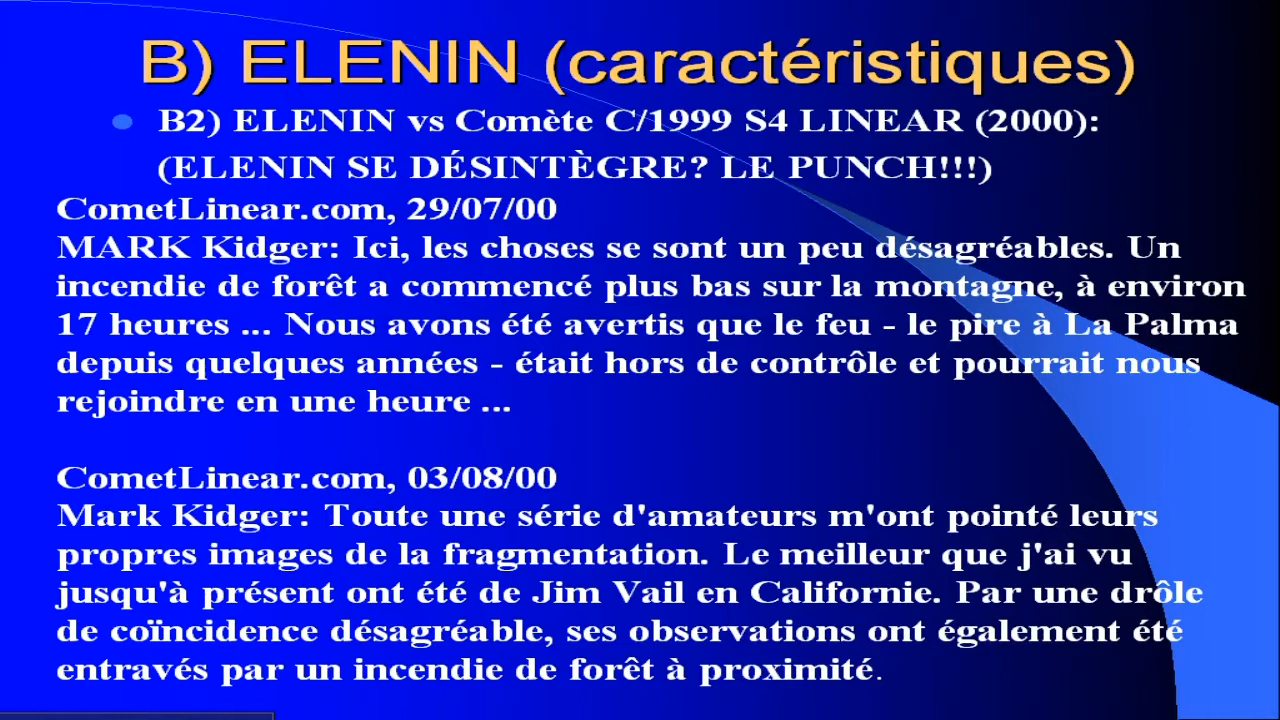 B) ELENIN (caractéristiques)
B2) ELENIN vs Comète C/1999 S4 LINEAR (2000):
(ELENIN SE DÉSINTÈGRE? LE PUNCH!!!)
CometLinear.com, 29/07/00
MARK Kidger: Ici, les choses se sont un peu désagréables. Un
incendie de forêt a commencé plus bas sur la montagne, à environ
17 heures ... Nous avons été avertis que le feu - le pire à La Palma
depuis quelques années - était hors de contrôle et pourrait nous
rejoindre en une heure ...
CometLinear.com, 03/08/00
Mark Kidger: Toute une série d'amateurs m'ont pointé leurs
propres images de la fragmentation. Le meilleur que j'ai vu
jusqu'à présent ont été de Jim Vail en Californie. Par une drôle
de coïncidence désagréable, ses observations ont également été
entravés par un incendie de forêt à proximité.